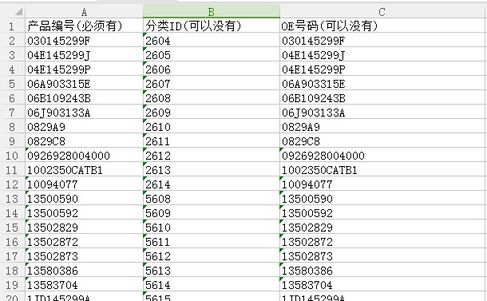 A B C
1 产品编号(必须有) 分类ID(可以没有) OE号码(可以没有)
2 030145299F 2604 030145299F
3 04E145299J 2605 04E145299J
4 04E145299P 2606 04E145299P
5 06A903315E 2607 06A903315E
6 06B109243B 2608 06B109243B
7 06J903133A 2609 06J903133A
8 0829A9 2610 0829A9
9 0829C8 2611 0829C8
10 0926928004000 2612 0926928004000
11 1002350CATB1 2613 1002350CATB1
12 10094077 2614 10094077
13 13500590 5608 13500590
14 13500592 5609 13500592
15 13502829 5610 13502829
16 13502872 5611 13502872
17 13502873 5612 13502873
18 13580386 5613 13580386
19 13583704 5614 13583704
20 1JD145299A 5615 1JD145299A